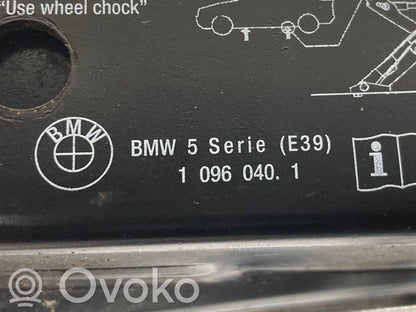 "Use wheel chock"
BMW
BMW 5 Serie (E39)
1 096 040. 1
i
Ovoko